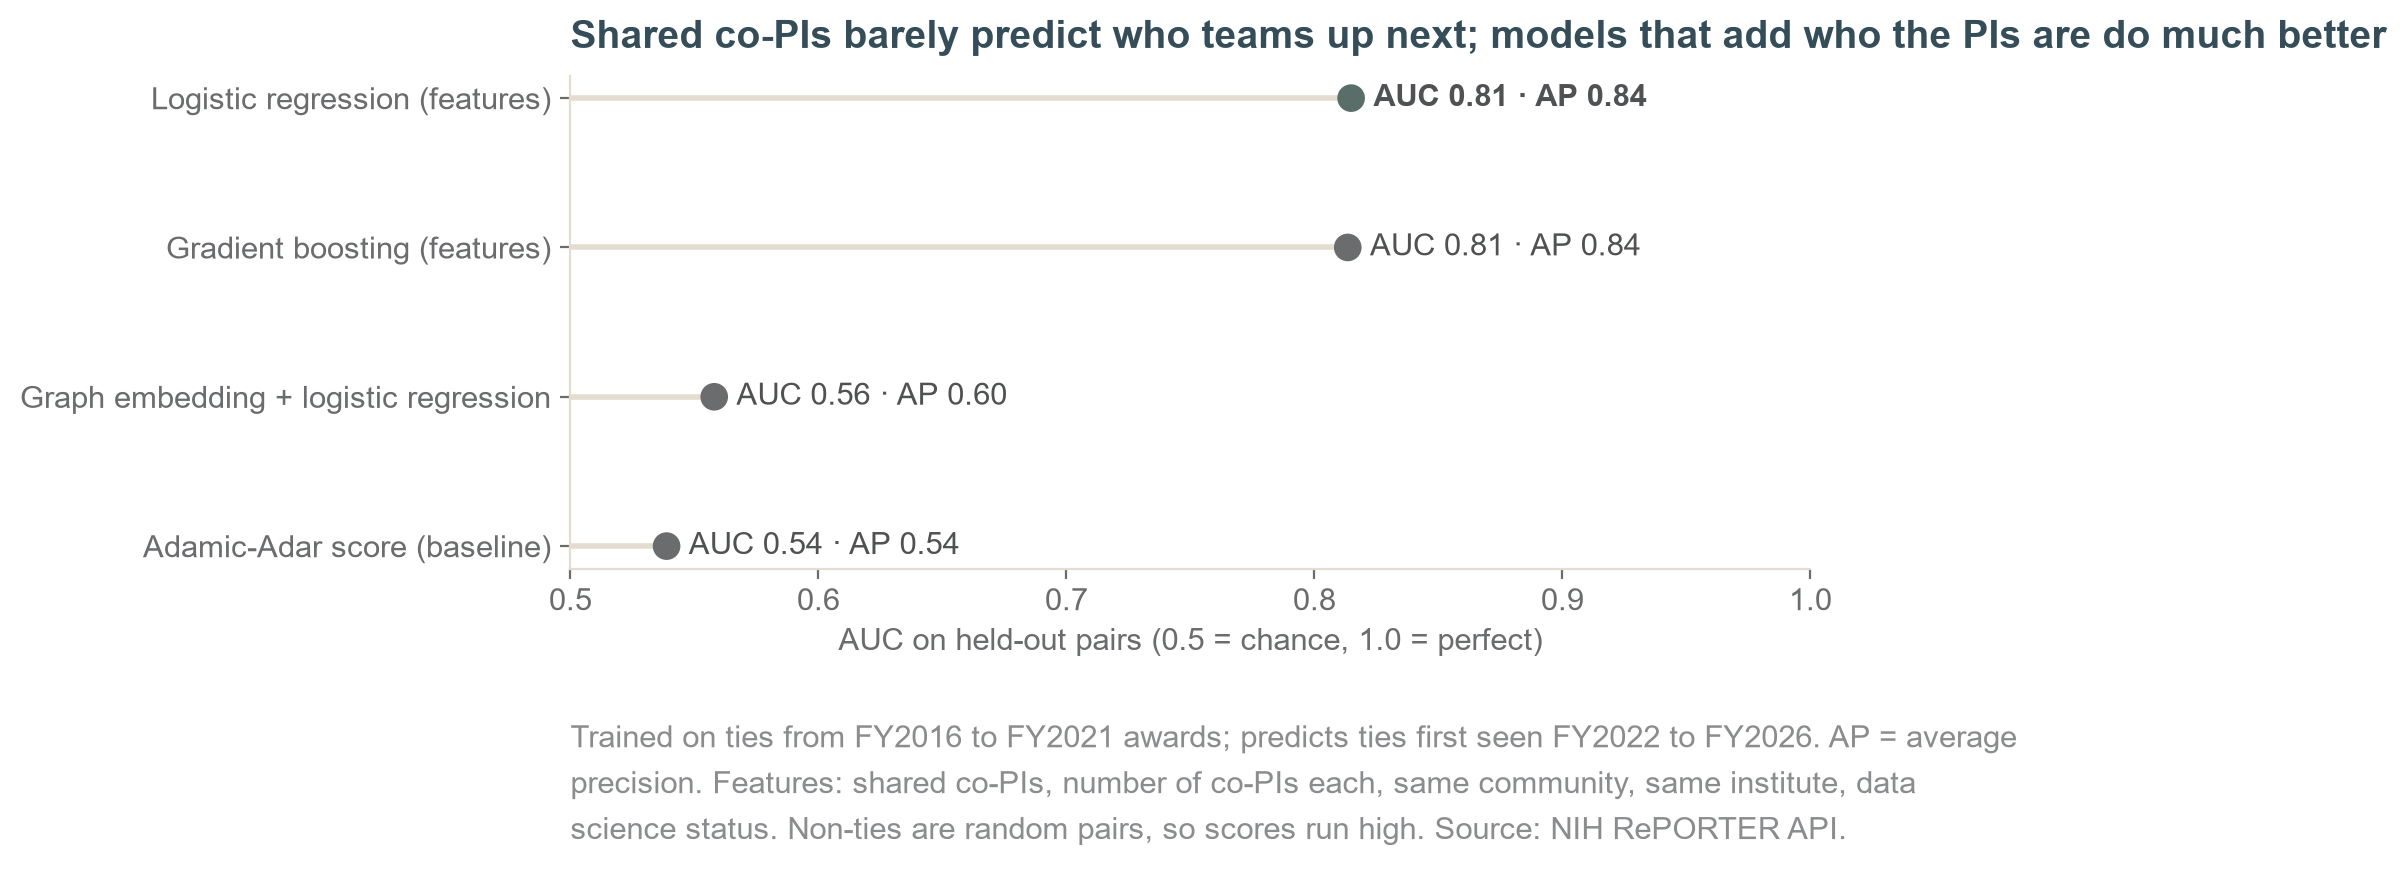 Shared co-PIs barely predict who teams up next; models that add who the PIs are do much better
Logistic regression (features)
AUC 0.81 · AP 0.84
Gradient boosting (features)
AUC 0.81 · AP 0.84
Graph embedding + logistic regression
AUC 0.56 · AP 0.60
Adamic-Adar score (baseline)
AUC 0.54 · AP 0.54
0.5 0.6 0.7 0.8 0.9 1.0
AUC on held-out pairs (0.5 = chance, 1.0 = perfect)
Trained on ties from FY2016 to FY2021 awards; predicts ties first seen FY2022 to FY2026. AP = average
precision. Features: shared co-PIs, number of co-PIs each, same community, same institute, data
science status. Non-ties are random pairs, so scores run high. Source: NIH RePORTER API.